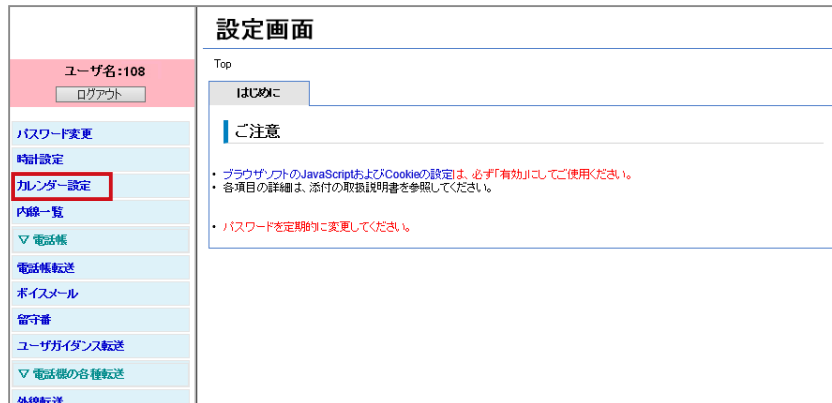 設定画面
ユーザ名:108
ログアウト
パスワード変更
時計設定
カレンダー設定
内線一覧
▽ 電話帳
電話帳転送
ボイスメール
留守番
ユーザガイダンス転送
▽ 電話機の各種転送
外線転送
Top
はじめに
ご注意
・ ブラウザソフトのJavaScriptおよびCookieの設定は、必ず「有効」にしてご使用ください。
・ 各項目の詳細は、添付の取扱説明書を参照してください。
・ パスワードを定期的に変更してください。